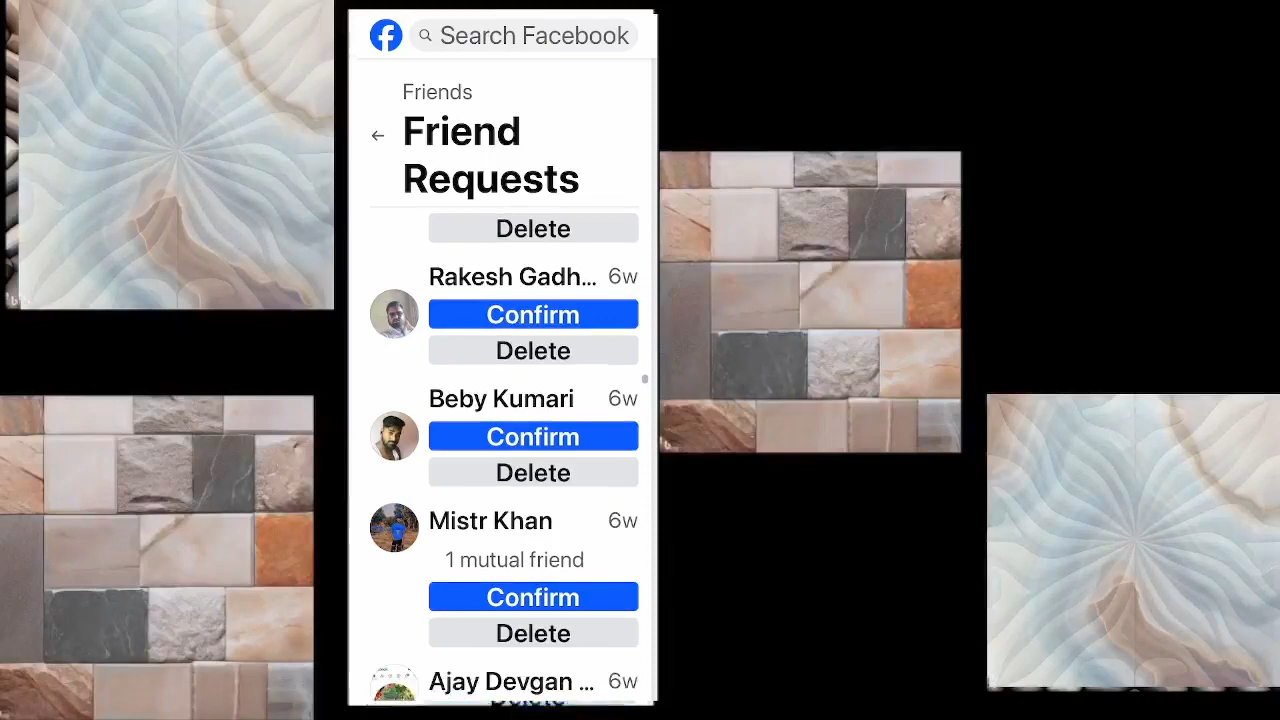 Search Facebook
Friends
Friend
Requests
Delete
Rakesh Gadh... 6w
Confirm
Delete
Beby Kumari 6w
Confirm
Delete
Mistr Khan 6w
1 mutual friend
Confirm
Delete
Ajay Devgan ... 6w